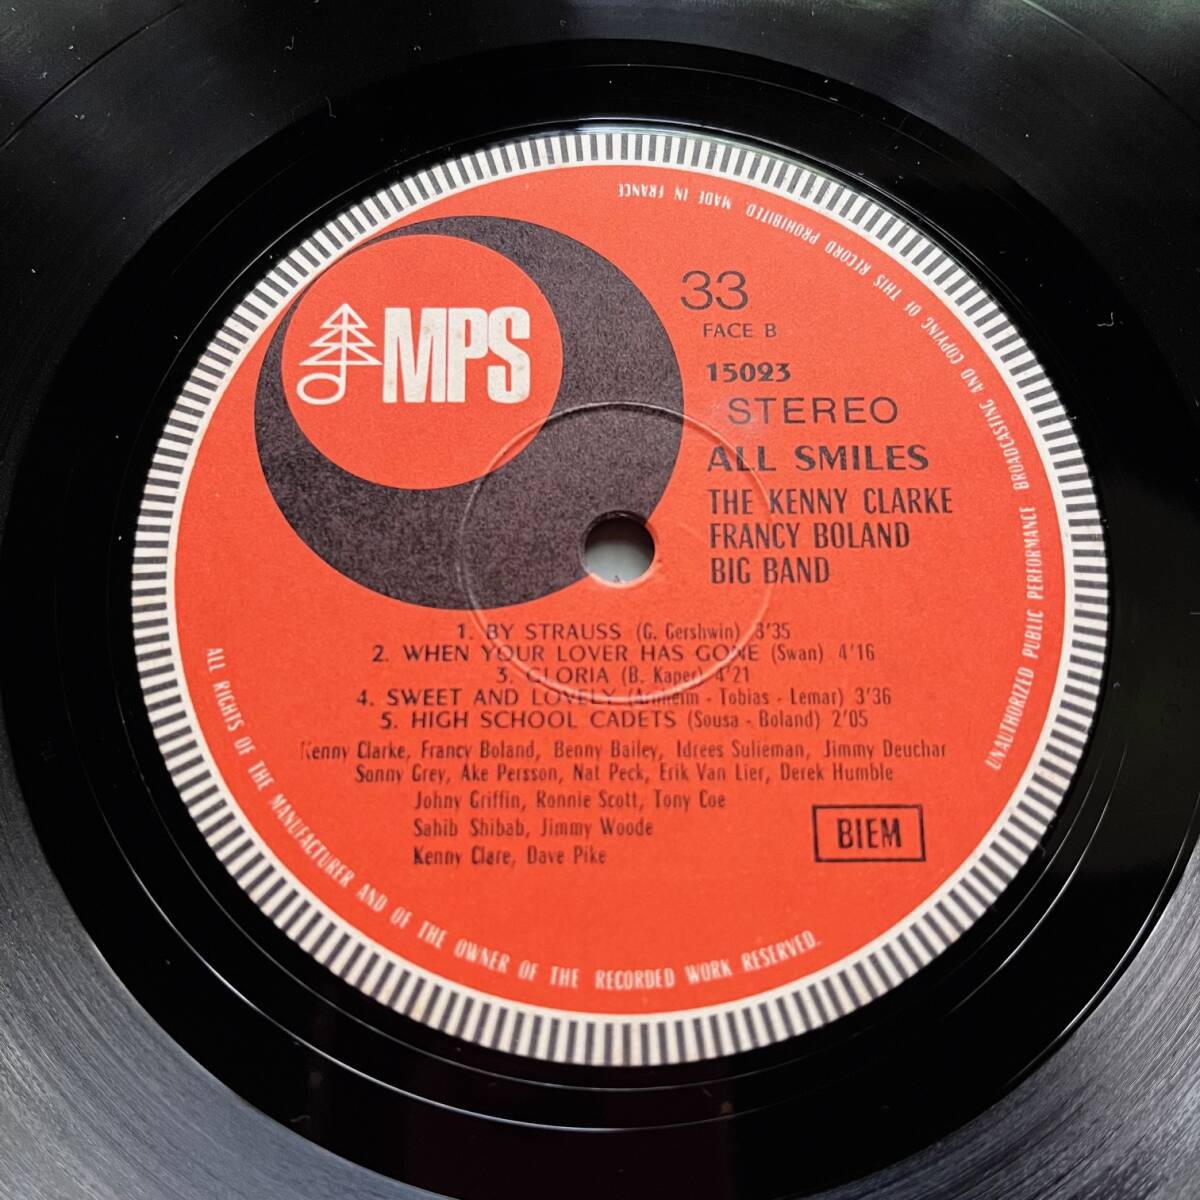 MPS
33
FACE B
15023
STEREO
ALL SMILES
THE KENNY CLARKE
FRANCY BOLAND
BIG BAND
1. BY STRAUSS (G. Gershwin) 3'35
2. WHEN YOUR LOVER HAS GONE (Swan) 4'16
3. GLORIA (B. Kaper) 4'21
4. SWEET AND LOVELY (Arnheim - Tobias - Lemar) 3'36
5. HIGH SCHOOL CADETS (Sousa - Boland) 2'05
Kenny Clarke, Francy Boland, Benny Bailey, Idrees Sulieman, Jimmy Deuchar
Sonny Grey, Ake Persson, Nat Peck, Erik Van Lier, Derek Humble
Johny Griffin, Ronnie Scott, Tony Coe
Sahib Shibab, Jimmy Woode
Kenny Clare, Dave Pike
BIEM
ALL RIGHTS OF THE MANUFACTURER AND OF THE OWNER OF THE RECORDED WORK RESERVED.
UNAUTHORIZED PUBLIC PERFORMANCE BROADCASTING AND COPYING OF THIS RECORD PROHIBITED. MADE IN FRANCE